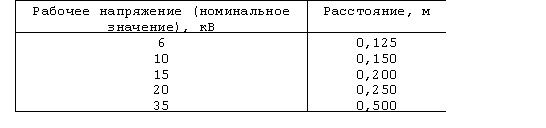 Рабочее напряжение (номинальное Расстояние, м
значение), кВ
6 0,125
10 0,150
15 0,200
20 0,250
35 0,500